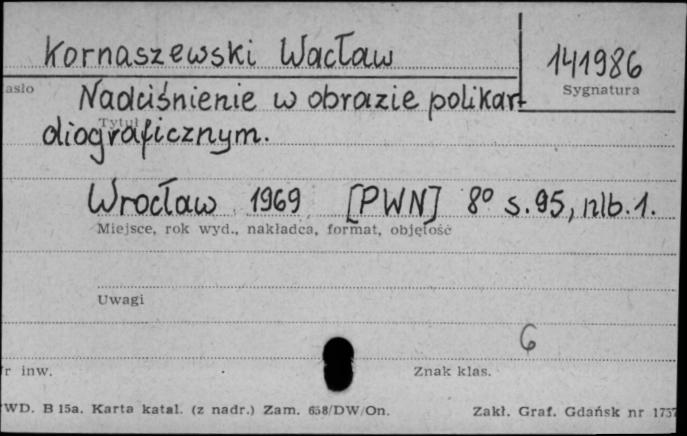 Kornaszewski Wacław
141986
asło
Sygnatura
Nadciśnienie w obrazie polikar-
Tytuł
diograficznym.
Wrocław 1969 [PWN] 8° s.95, nlb.1.
Miejsce, rok wyd., nakładca, format, objętość
Uwagi
6
r inw.
Znak klas.
WD. B 15a. Karta katal. (z nadr.) Zam. 658/DW/On.
Zakł. Graf. Gdańsk nr 1757